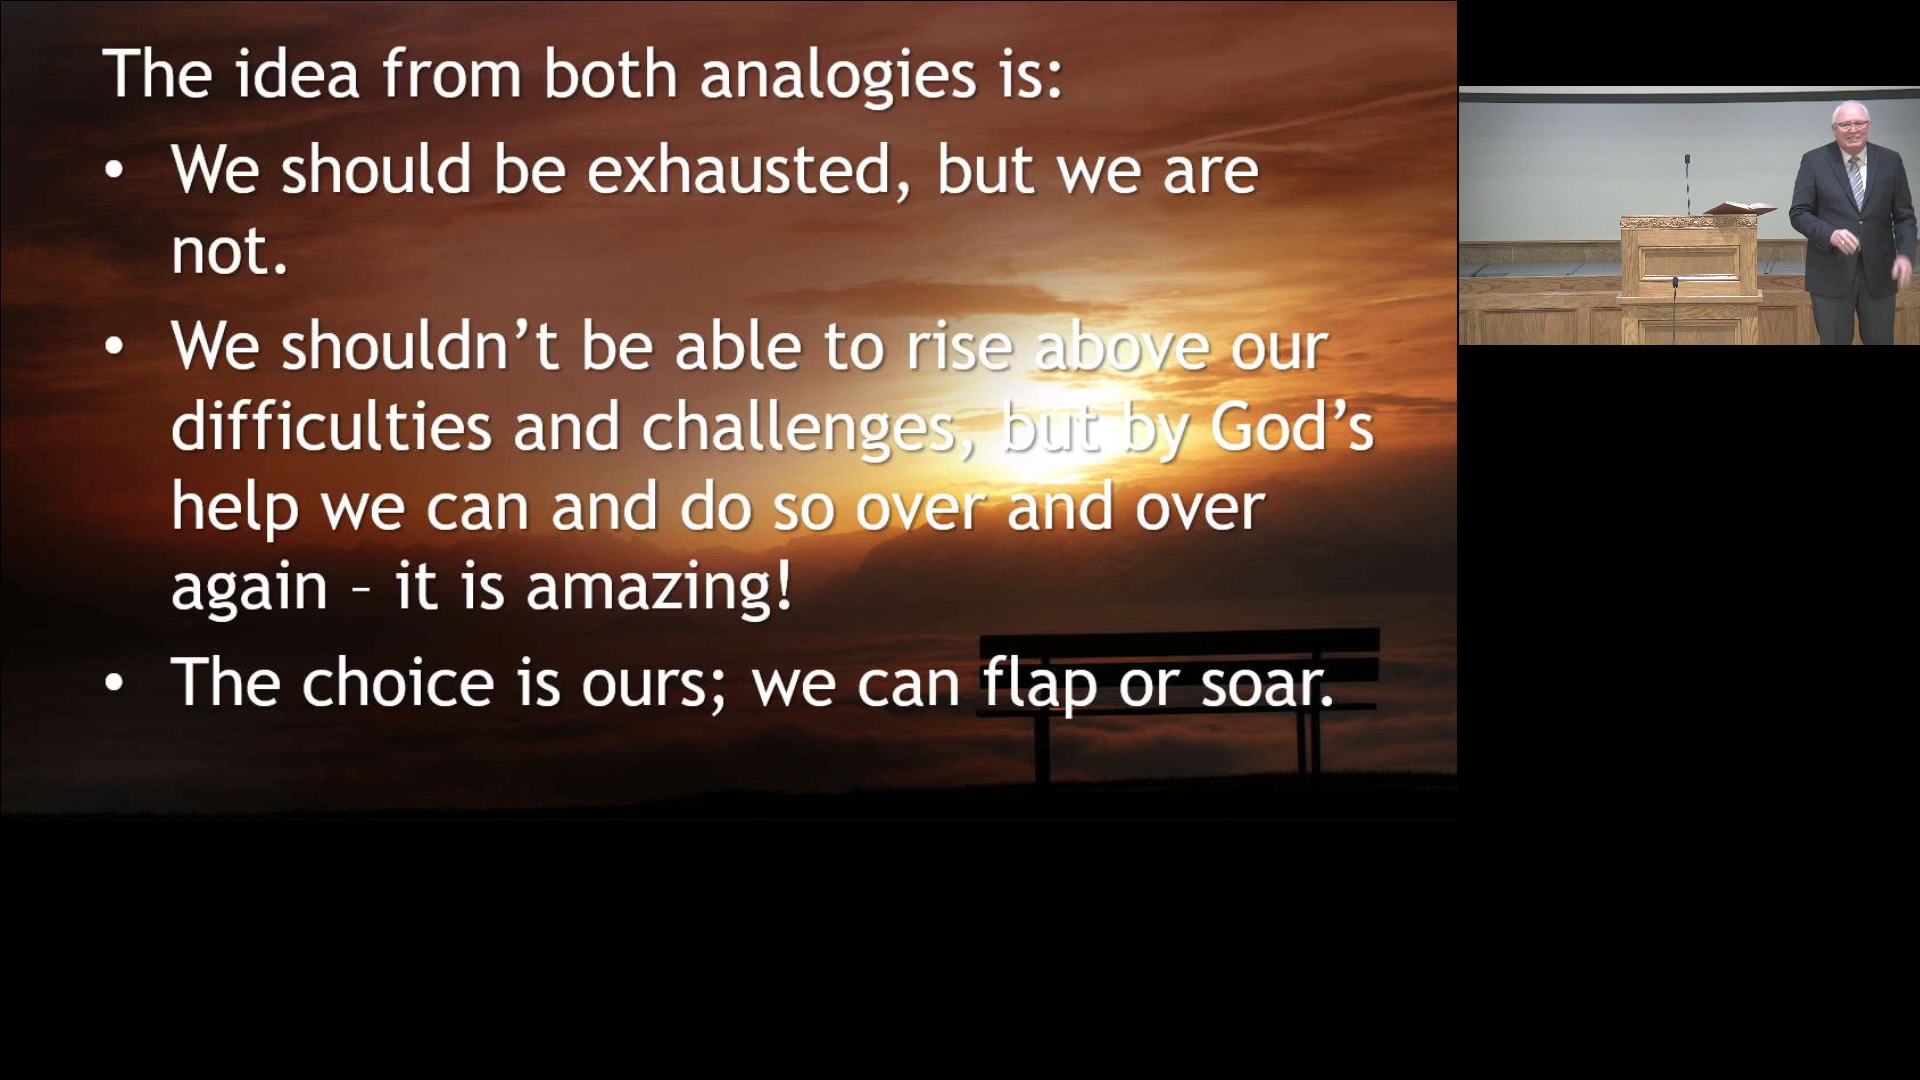 The idea from both analogies is:
• We should be exhausted, but we are
not.
• We shouldn’t be able to rise above our
difficulties and challenges, but by God’s
help we can and do so over and over
again – it is amazing!
• The choice is ours; we can flap or soar.